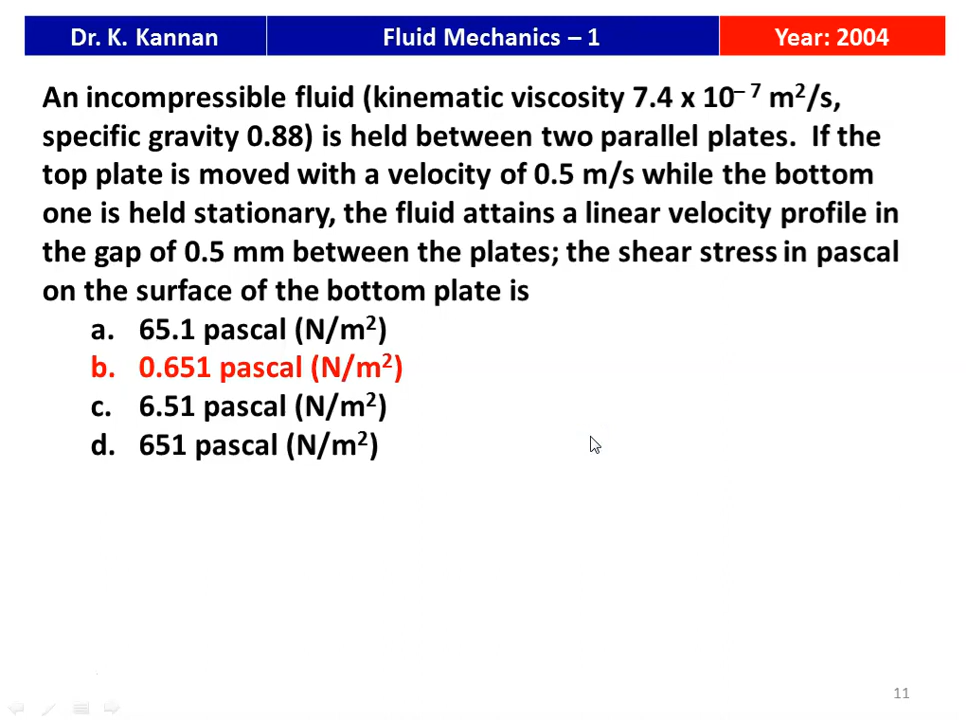 Dr. K. Kannan Fluid Mechanics – 1 Year: 2004
An incompressible fluid (kinematic viscosity 7.4 x 10⁻ ⁷ m²/s,
specific gravity 0.88) is held between two parallel plates. If the
top plate is moved with a velocity of 0.5 m/s while the bottom
one is held stationary, the fluid attains a linear velocity profile in
the gap of 0.5 mm between the plates; the shear stress in pascal
on the surface of the bottom plate is
a. 65.1 pascal (N/m²)
b. 0.651 pascal (N/m²)
c. 6.51 pascal (N/m²)
d. 651 pascal (N/m²)
11